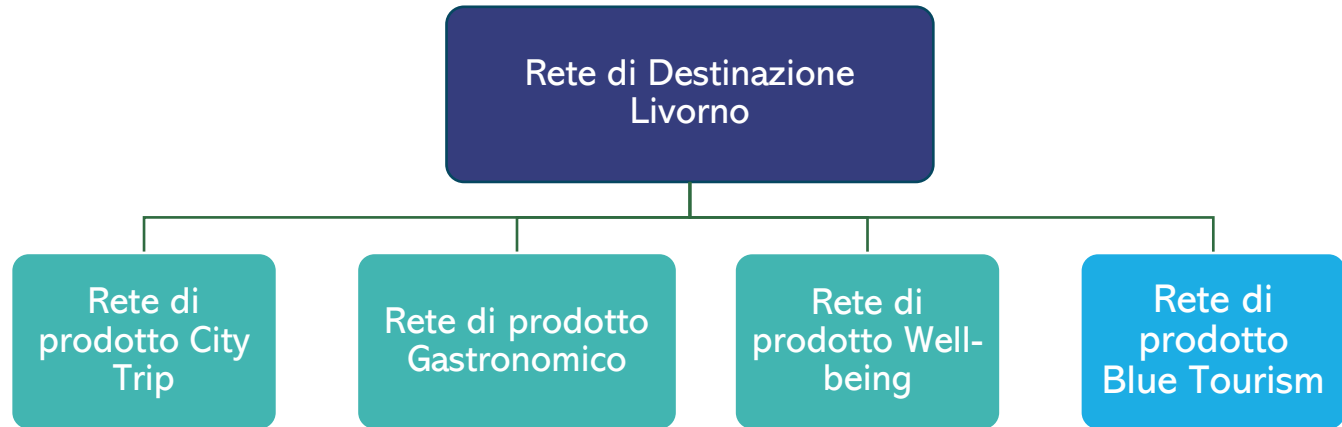 Rete di Destinazione
Livorno
Rete di
prodotto City
Trip
Rete di prodotto
Gastronomico
Rete di
prodotto Well-
being
Rete di
prodotto
Blue Tourism